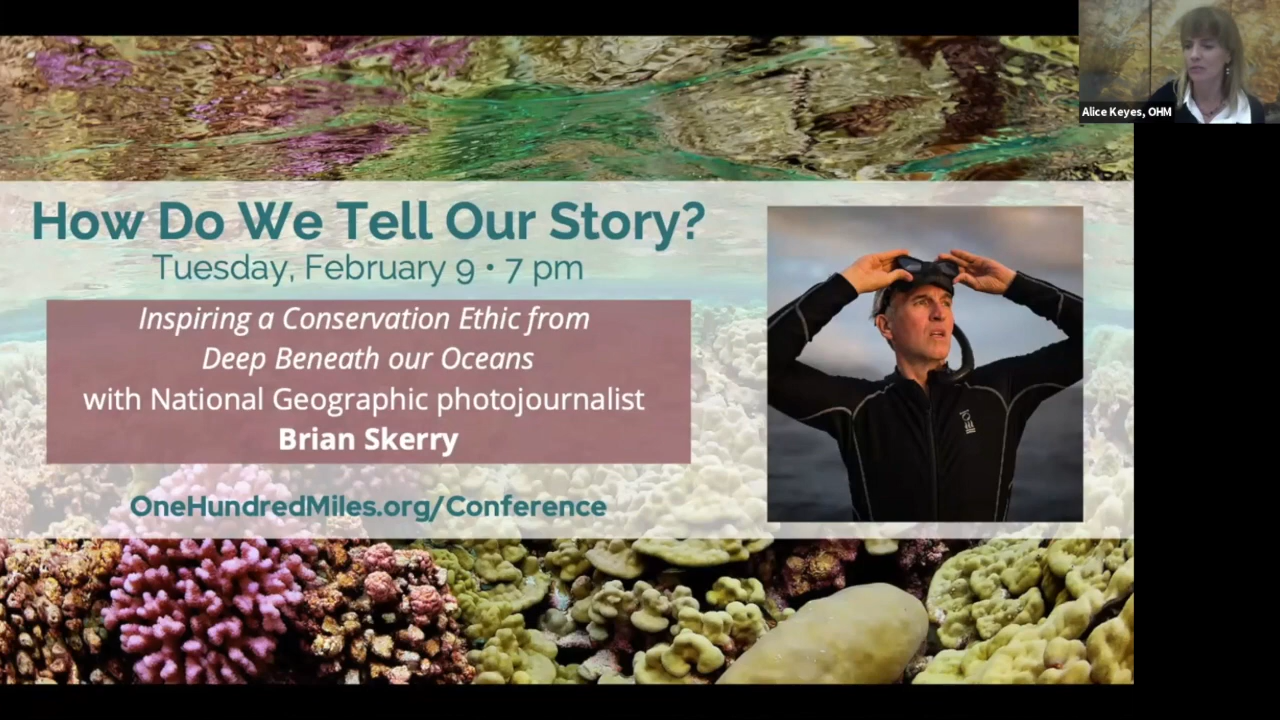 Alice Keyes, OHM
How Do We Tell Our Story?
Tuesday, February 9 • 7 pm
Inspiring a Conservation Ethic from
Deep Beneath our Oceans
with National Geographic photojournalist
Brian Skerry
OneHundredMiles.org/Conference